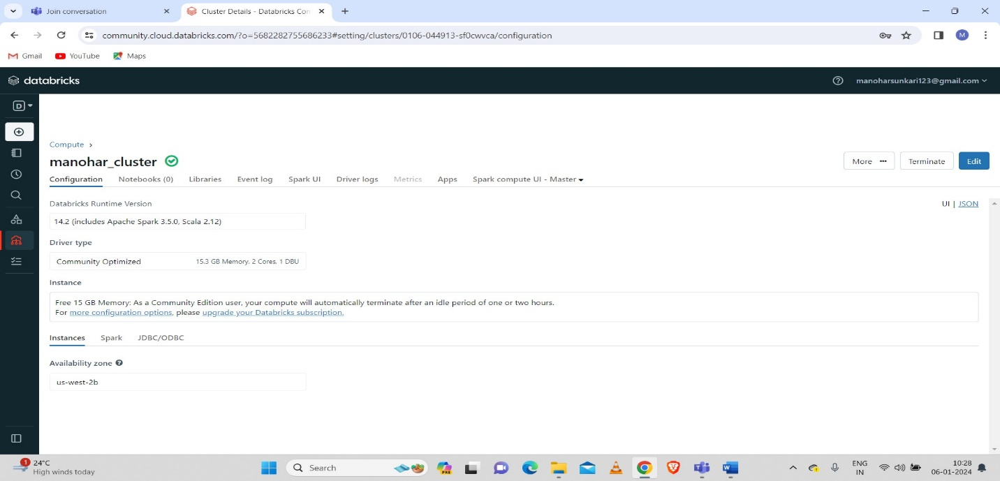 Join conversation
Cluster Details - Databricks Con
community.cloud.databricks.com/?o=5682282755686233#setting/clusters/0106-044913-sf0cwvca/configuration
M
Gmail YouTube Maps
databricks
manoharsunkari123@gmail.com
D
Compute >
manohar_cluster
More ... Terminate Edit
Configuration Notebooks (0) Libraries Event log Spark UI Driver logs Metrics Apps Spark compute UI - Master
Databricks Runtime Version
UI | JSON
14.2 (includes Apache Spark 3.5.0, Scala 2.12)
Driver type
Community Optimized 15.3 GB Memory, 2 Cores, 1 DBU
Instance
Free 15 GB Memory: As a Community Edition user, your compute will automatically terminate after an idle period of one or two hours.
For more configuration options, please upgrade your Databricks subscription.
Instances Spark JDBC/ODBC
Availability zone ?
us-west-2b
1 24°C
High winds today
Search
PRE
ENG
IN
10:28
06-01-2024